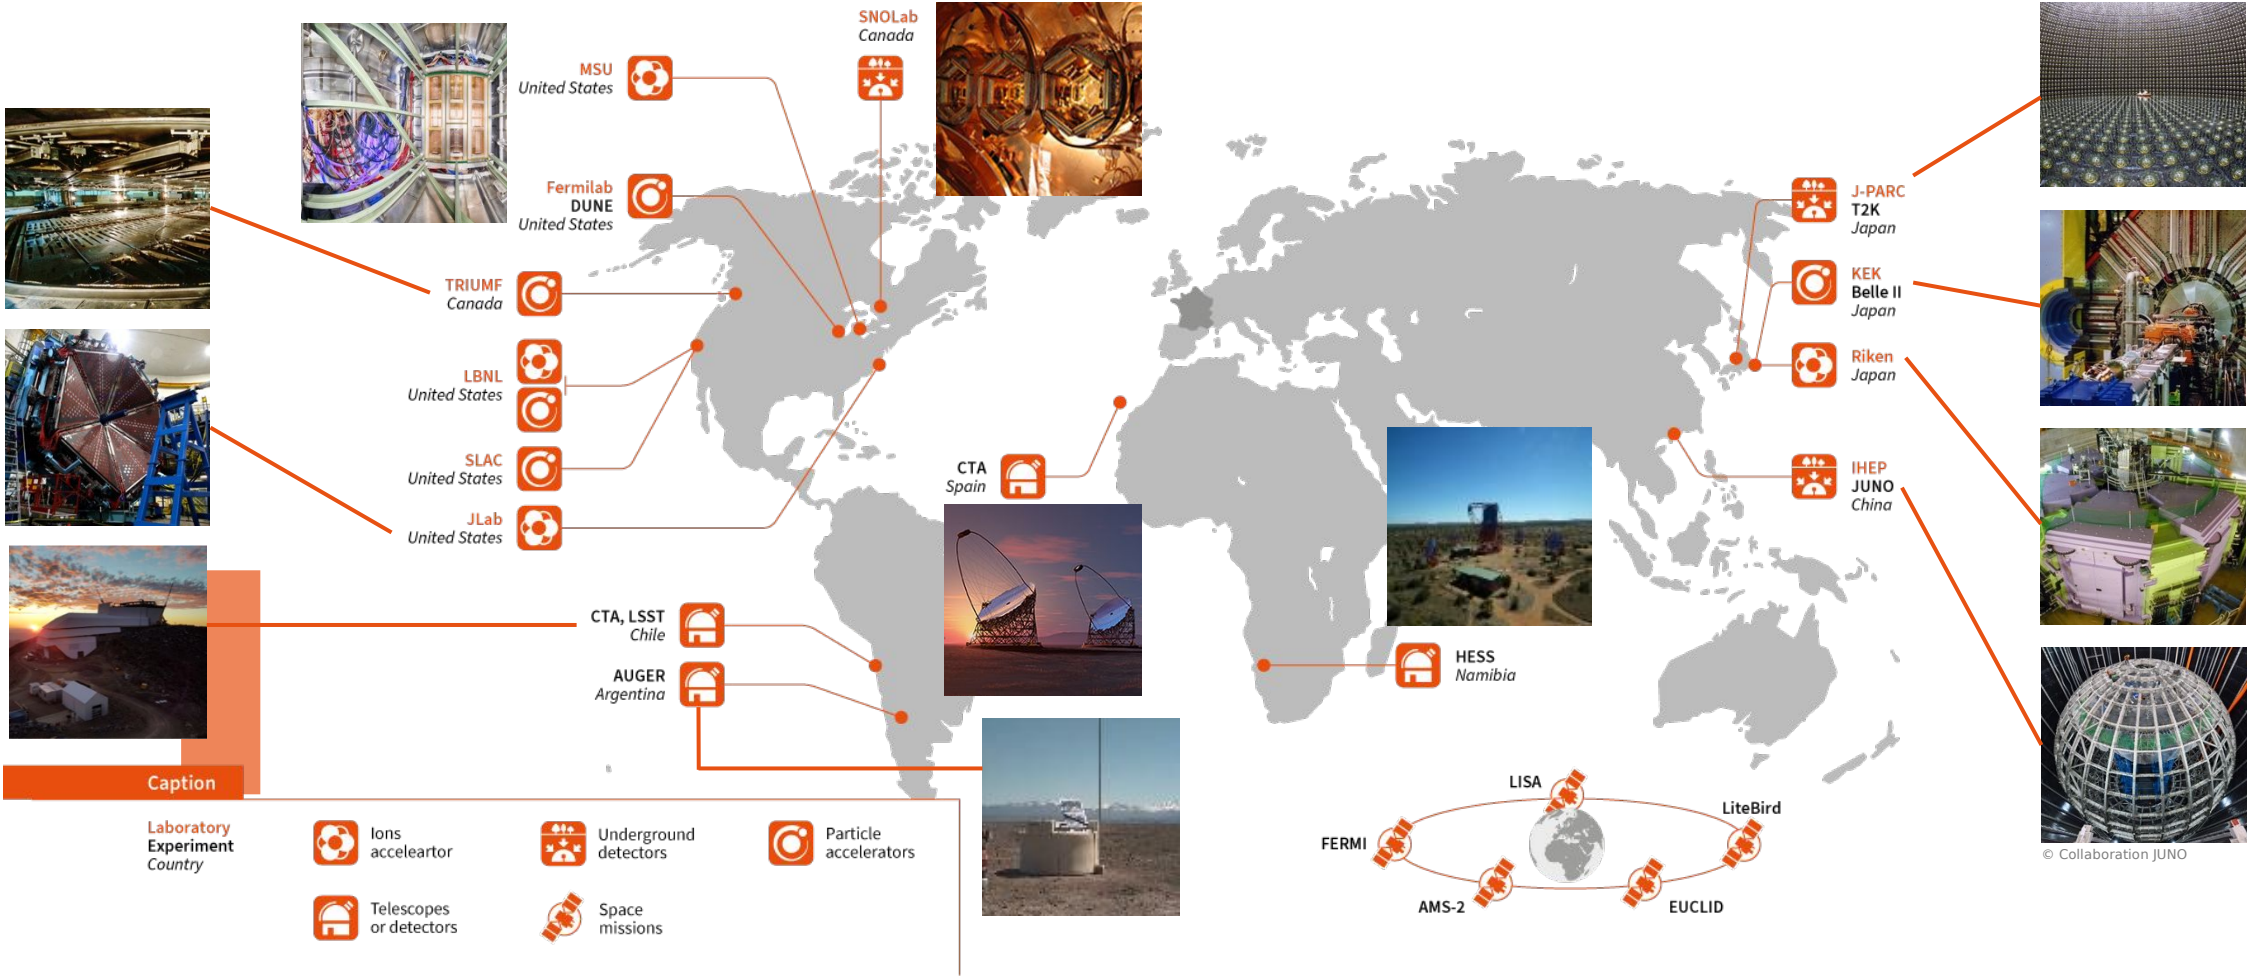 SNOLab
Canada
MSU
United States
Fermilab
DUNE
United States
TRIUMF
Canada
LBNL
United States
SLAC
United States
JLab
United States
CTA, LSST
Chile
AUGER
Argentina
CTA
Spain
HESS
Namibia
J-PARC
T2K
Japan
KEK
Belle II
Japan
Riken
Japan
IHEP
JUNO
China
© Collaboration JUNO
LISA
LiteBird
FERMI
AMS-2
EUCLID
Caption
Laboratory
Experiment
Country
Ions
acceleartor
Underground
detectors
Particle
accelerators
Telescopes
or detectors
Space
missions